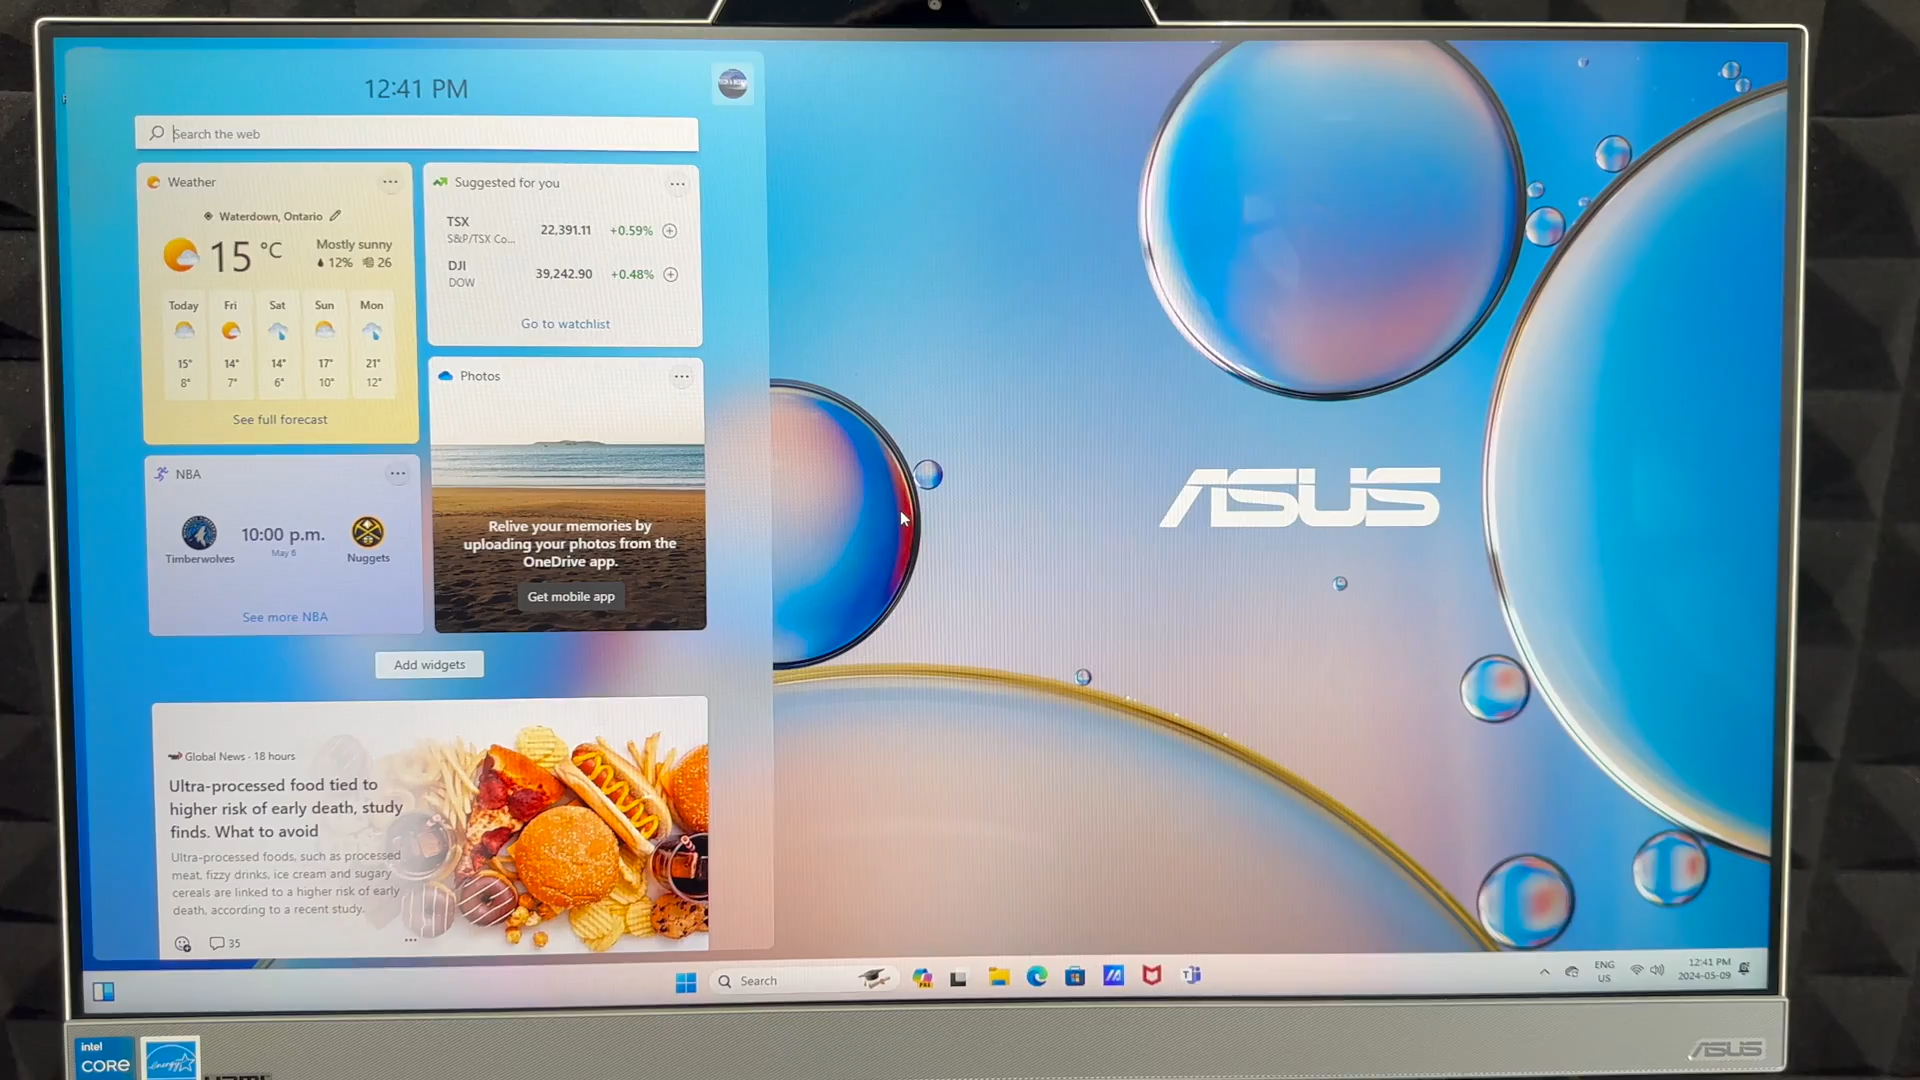 12:41 PM
Search the web
Weather
Waterdown, Ontario
15 °C
Mostly sunny
12% 26
Today Fri Sat Sun Mon
15° 14° 14° 17° 21°
8° 7° 6° 10° 12°
See full forecast
Suggested for you
TSX
S&P/TSX Co...
22,391.11 +0.59%
DJI
DOW
39,242.90 +0.48%
Go to watchlist
Photos
Relive your memories by
uploading your photos from the
OneDrive app.
Get mobile app
NBA
Timberwolves
10:00 p.m.
May 6
Nuggets
See more NBA
Add widgets
Global News · 18 hours
Ultra-processed food tied to
higher risk of early death, study
finds. What to avoid
Ultra-processed foods, such as processed
meat, fizzy drinks, ice cream and sugary
cereals are linked to a higher risk of early
death, according to a recent study.
35
ASUS
Search
PRE
ENG
US
12:41 PM
2024-05-09
intel
CORE
energy
ASUS